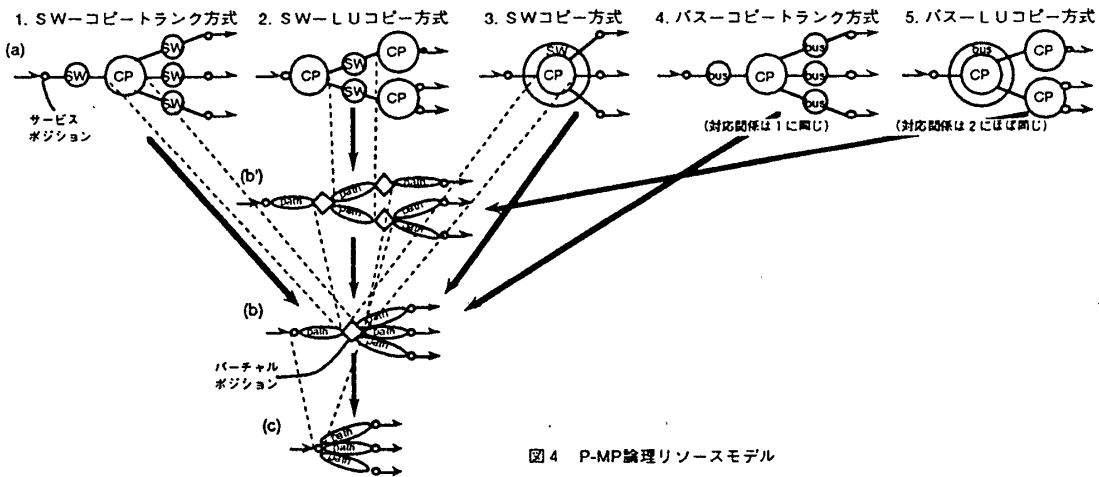 1. SW－コピートランク方式
2. SW－LUコピー方式
3. SWコピー方式
4. バス－コピートランク方式
5. バス－LUコピー方式
(a)
SW
CP
SW
SW
SW
サービス
ポジション
CP
SW
SW
CP
CP
SW
CP
bus
CP
bus
bus
bus
(対応関係は1に同じ)
bus
CP
CP
CP
(対応関係は2にほぼ同じ)
(b')
path
path
path
path
path
path
(b)
path
path
path
path
バーチャル
ポジション
(c)
path
path
path
図4 P-MP論理リソースモデル